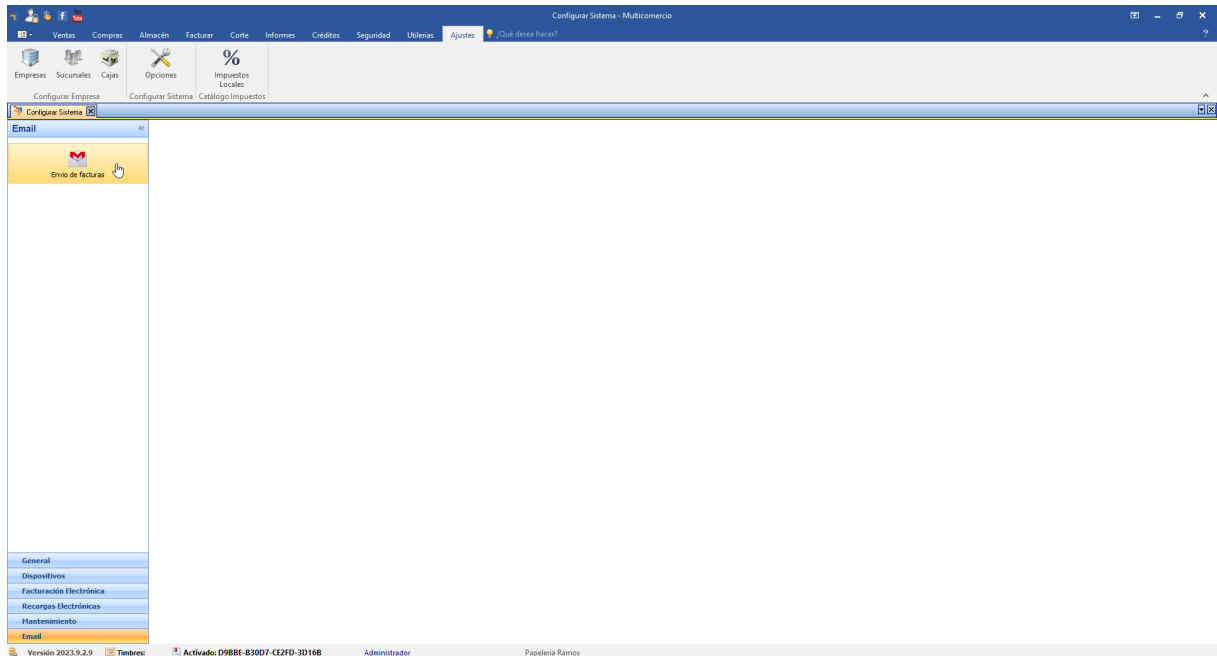 You Tube
Configurar Sistema - Multicomercio
Ventas Compras Almacén Facturar Corte Informes Créditos Seguridad Utilerias Ajustes ¿Qué desea hacer? ?
Empresas Sucursales Cajas Opciones Impuestos Locales
Configurar Empresa Configurar Sistema Catálogo Impuestos
Configurar Sistema
Email
Envio de facturas
General
Dispositivos
Facturación Electrónica
Recargas Electrónicas
Mantenimiento
Email
Versión 2023.9.2.9 Timbres: Activado: D9BBE-B30D7-CE2FD-3D16B Administrador Papeleria Ramos